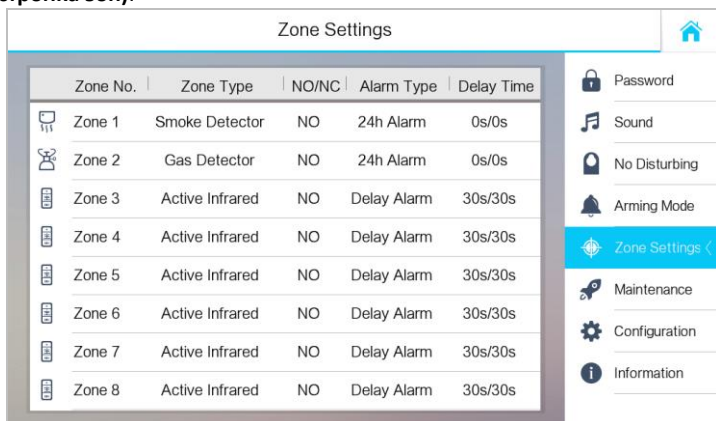 Zone Settings
Zone No. Zone Type NO/NC Alarm Type Delay Time
Zone 1 Smoke Detector NO 24h Alarm 0s/0s
Zone 2 Gas Detector NO 24h Alarm 0s/0s
Zone 3 Active Infrared NO Delay Alarm 30s/30s
Zone 4 Active Infrared NO Delay Alarm 30s/30s
Zone 5 Active Infrared NO Delay Alarm 30s/30s
Zone 6 Active Infrared NO Delay Alarm 30s/30s
Zone 7 Active Infrared NO Delay Alarm 30s/30s
Zone 8 Active Infrared NO Delay Alarm 30s/30s
Password
Sound
No Disturbing
Arming Mode
Zone Settings
Maintenance
Configuration
Information